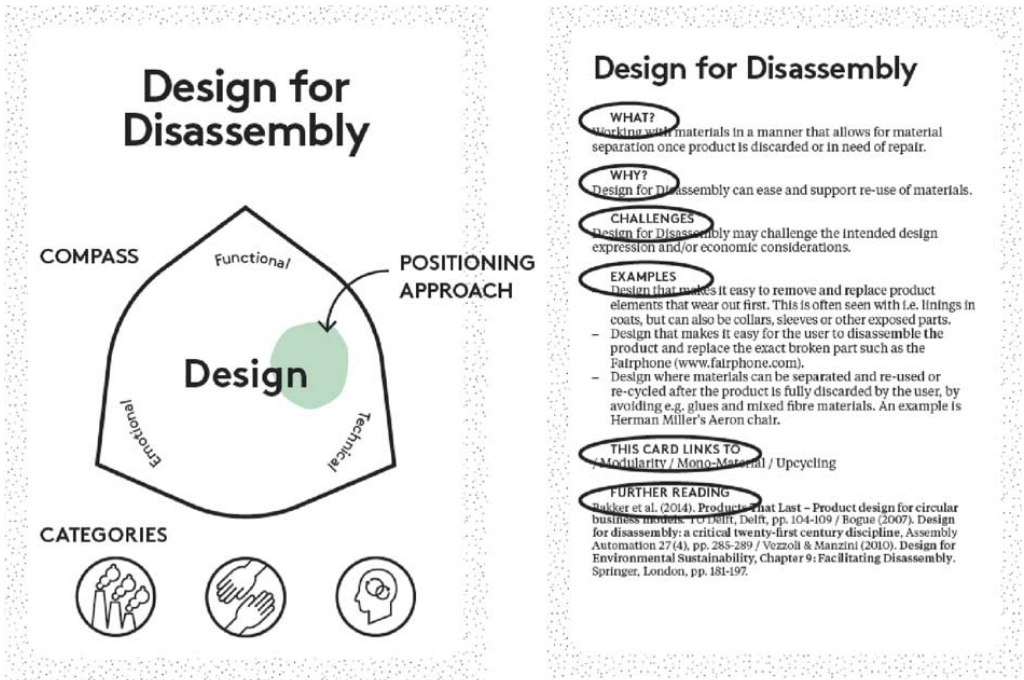 Design for
Disassembly
COMPASS
Functional
POSITIONING
APPROACH
Design
Emotional
Technical
CATEGORIES
Design for Disassembly
WHAT?
Working with materials in a manner that allows for material
separation once product is discarded or in need of repair.
WHY?
Design for Disassembly can ease and support re-use of materials.
CHALLENGES
Design for Disassembly may challenge the intended design
expression and/or economic considerations.
EXAMPLES
– Design that makes it easy to remove and replace product
elements that wear out first. This is often seen with i.e. linings in
coats, but can also be collars, sleeves or other exposed parts.
– Design that makes it easy for the user to disassemble the
product and replace the exact broken part such as the
Fairphone (www.fairphone.com).
– Design where materials can be separated and re-used or
re-cycled after the product is fully discarded by the user, by
avoiding e.g. glues and mixed fibre materials. An example is
Herman Miller's Aeron chair.
THIS CARD LINKS TO
/ Modularity / Mono-Material / Upcycling
FURTHER READING
Bakker et al. (2014). Products That Last – Product design for circular
business models. TU Delft, Delft, pp. 104-109 / Bogue (2007). Design
for disassembly: a critical twenty-first century discipline, Assembly
Automation 27(4), pp. 285-289 / Vezzoli & Manzini (2010). Design for
Environmental Sustainability, Chapter 9: Facilitating Disassembly.
Springer, London, pp. 181-197.